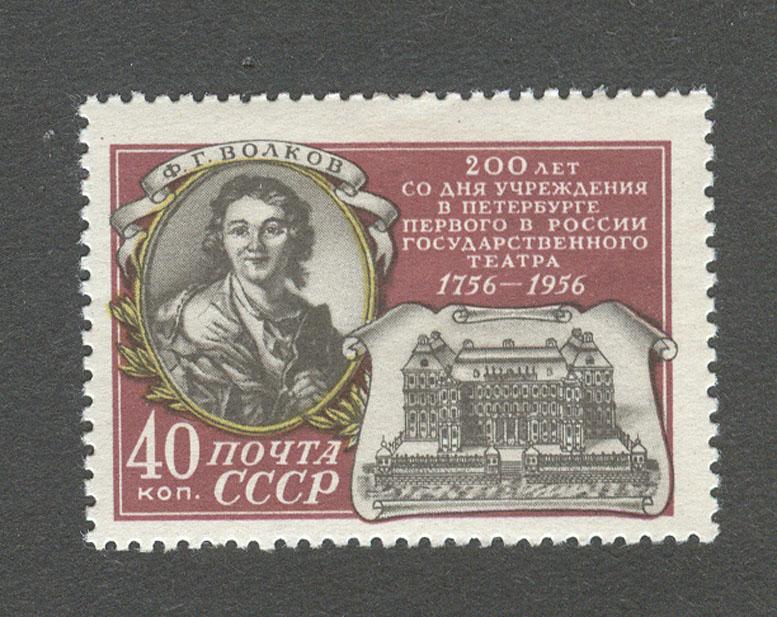 Ф. Г. ВОЛКОВ
200 ЛЕТ
СО ДНЯ УЧРЕЖДЕНИЯ
В ПЕТЕРБУРГЕ
ПЕРВОГО В РОССИИ
ГОСУДАРСТВЕННОГО
ТЕАТРА
1756—1956
40 ПОЧТА
КОП. СССР